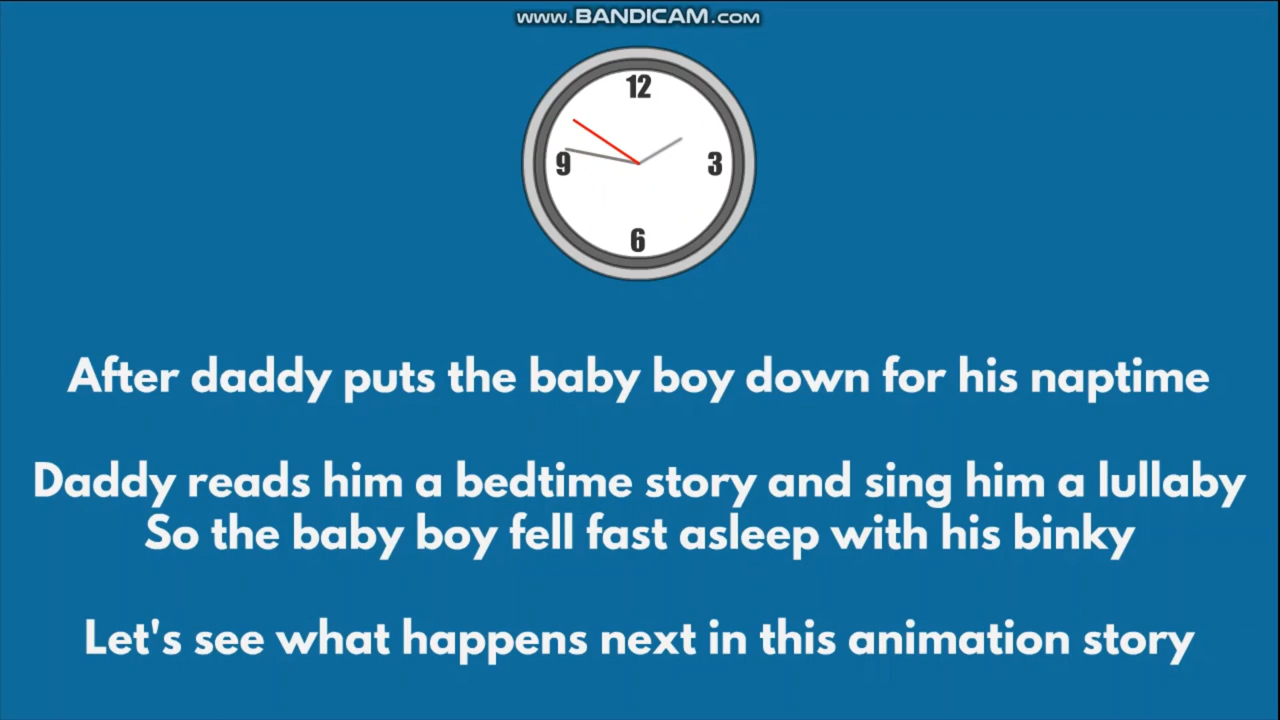 www.BANDICAM.com
12
9
3
6
After daddy puts the baby boy down for his naptime
Daddy reads him a bedtime story and sing him a lullaby
So the baby boy fell fast asleep with his binky
Let's see what happens next in this animation story